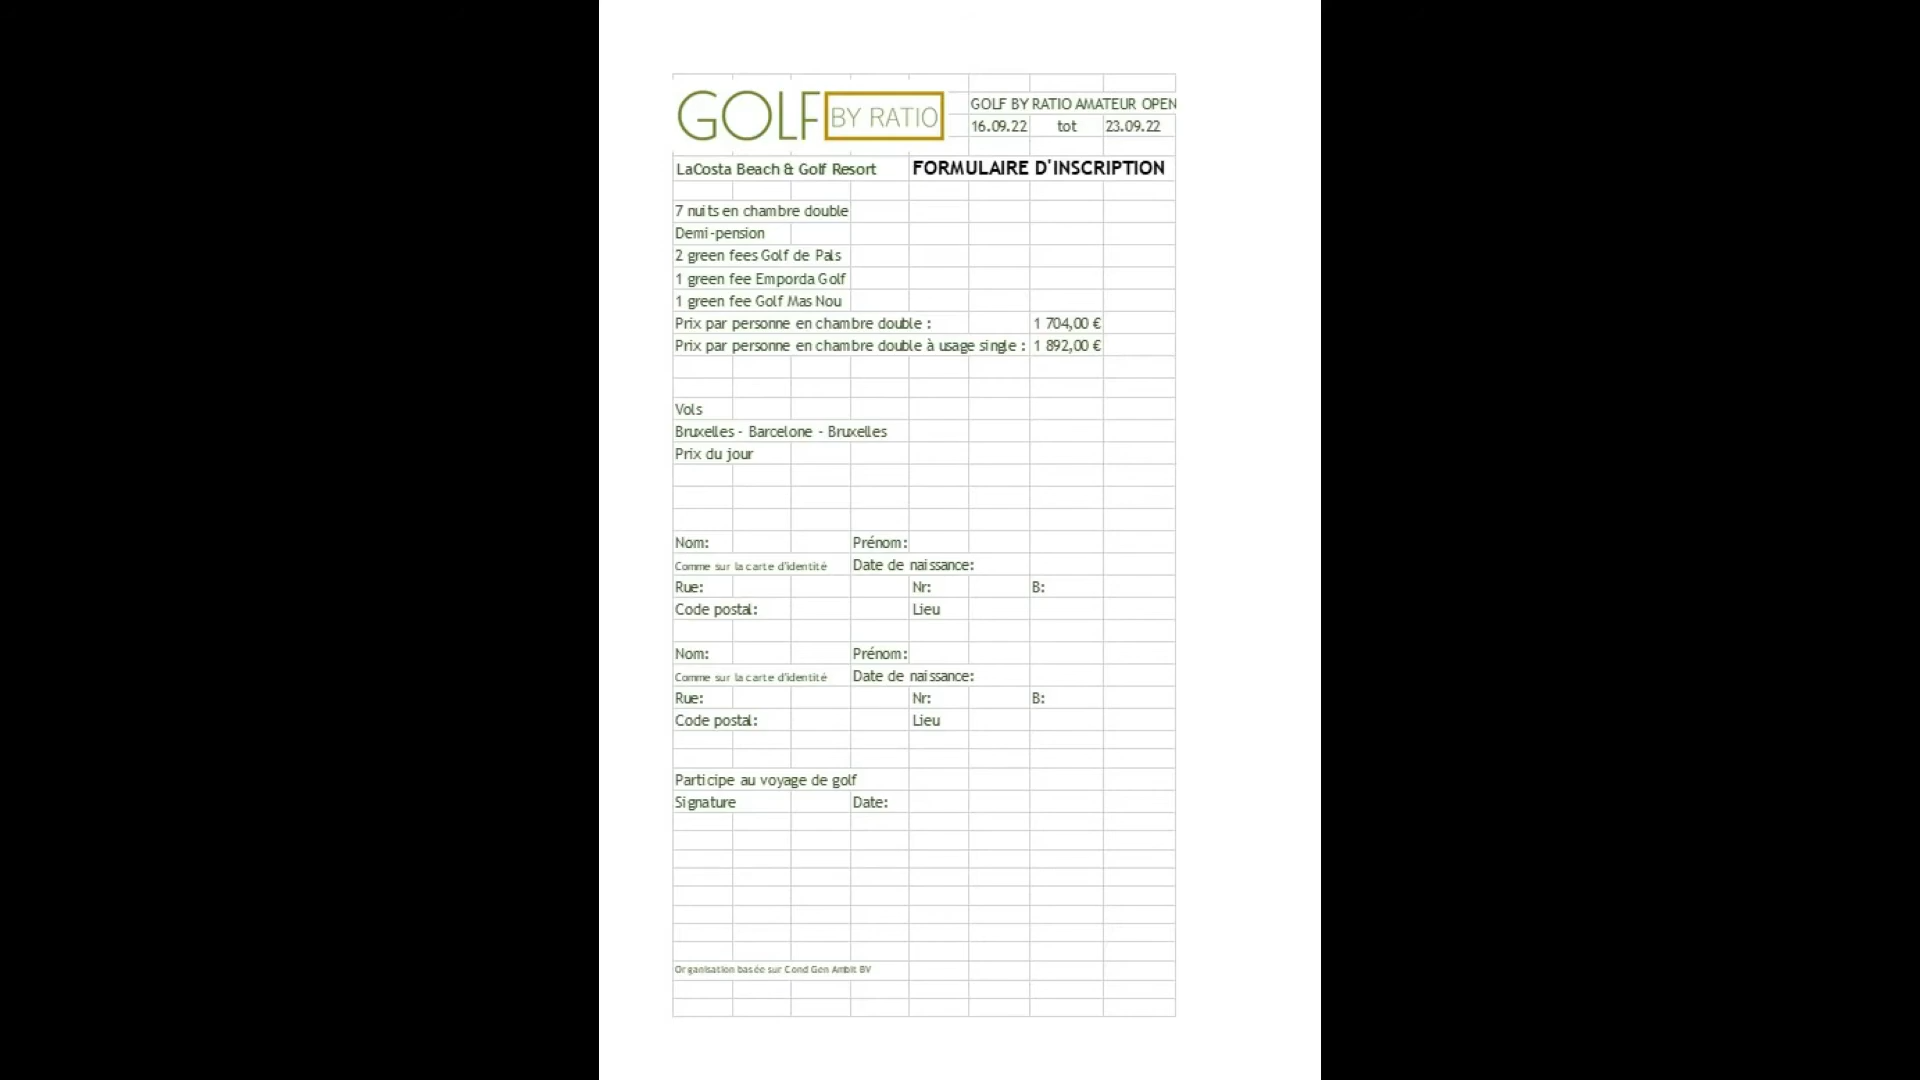 GOLF BY RATIO
GOLF BY RATIO AMATEUR OPEN
16.09.22 tot 23.09.22
LaCosta Beach & Golf Resort FORMULAIRE D'INSCRIPTION
7 nuits en chambre double
Demi-pension
2 green fees Golf de Pals
1 green fee Emporda Golf
1 green fee Golf Mas Nou
Prix par personne en chambre double : 1 704,00 €
Prix par personne en chambre double à usage single : 1 892,00 €
Vols
Bruxelles - Barcelone - Bruxelles
Prix du jour
Nom: Prénom:
Comme sur la carte d'identité Date de naissance:
Rue: Nr: B:
Code postal: Lieu
Nom: Prénom:
Comme sur la carte d'identité Date de naissance:
Rue: Nr: B:
Code postal: Lieu
Participe au voyage de golf
Signature Date:
Organisation basée sur Cond Gen Ambit BV